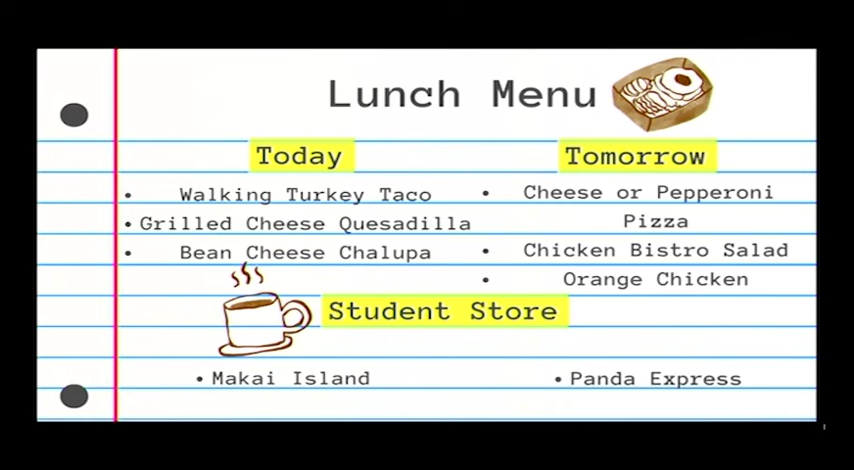 Lunch Menu
Today
• Walking Turkey Taco
• Grilled Cheese Quesadilla
• Bean Cheese Chalupa
Tomorrow
• Cheese or Pepperoni
Pizza
• Chicken Bistro Salad
• Orange Chicken
Student Store
• Makai Island
• Panda Express